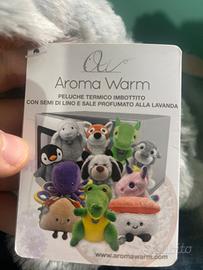 Aroma Warm
PELUCHE TERMICO IMBOTTITO
CON SEMI DI LINO E SALE PROFUMATO ALLA LAVANDA
www.aromawarm.com